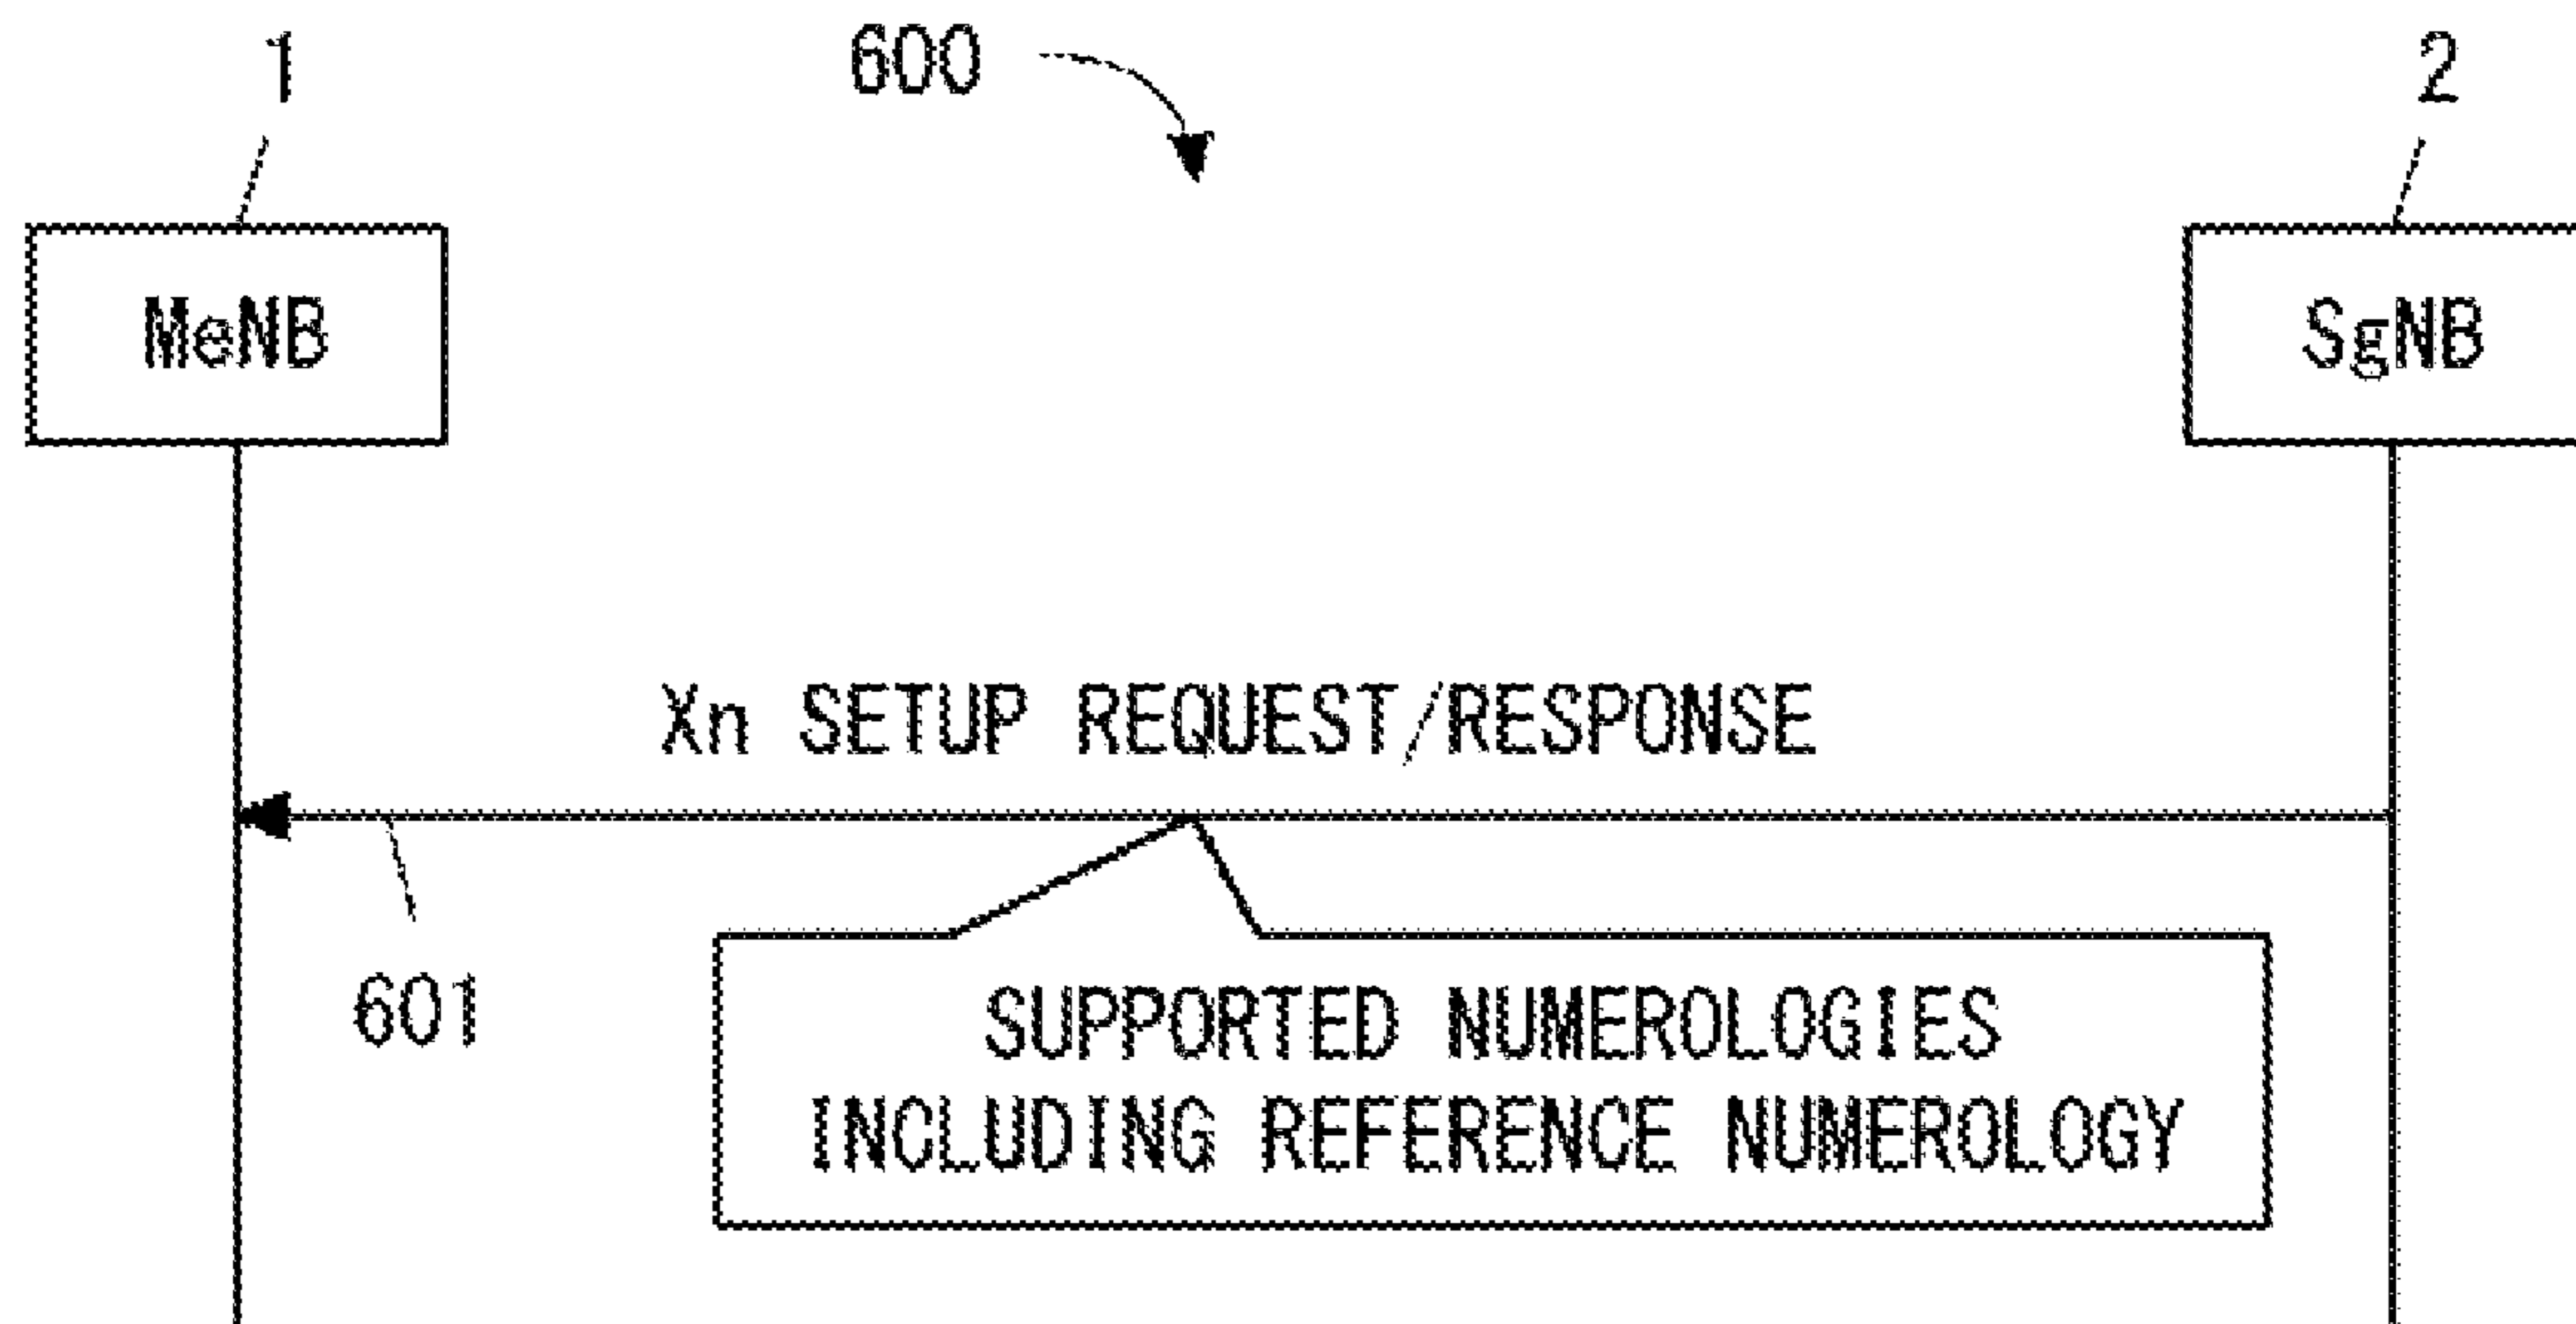 1
600
2
MeNB
SgNB
Xn SETUP REQUEST/RESPONSE
601
SUPPORTED NUMEROLOGIES
INCLUDING REFERENCE NUMEROLOGY